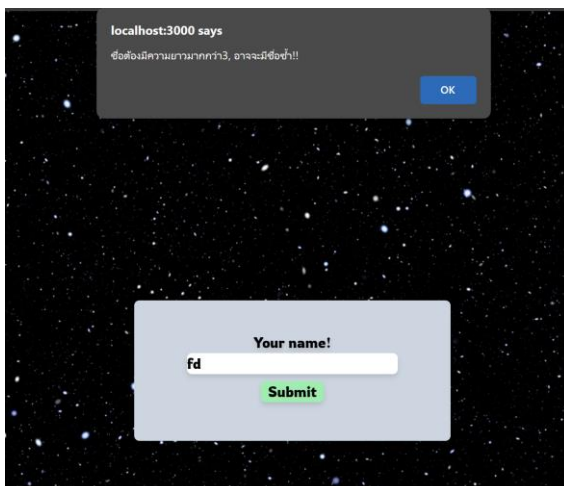 localhost:3000 says
ชื่อต้องมีความยาวมากกว่า3, อาจจะมีชื่อซ้ำ!!
OK
Your name!
fd
Submit